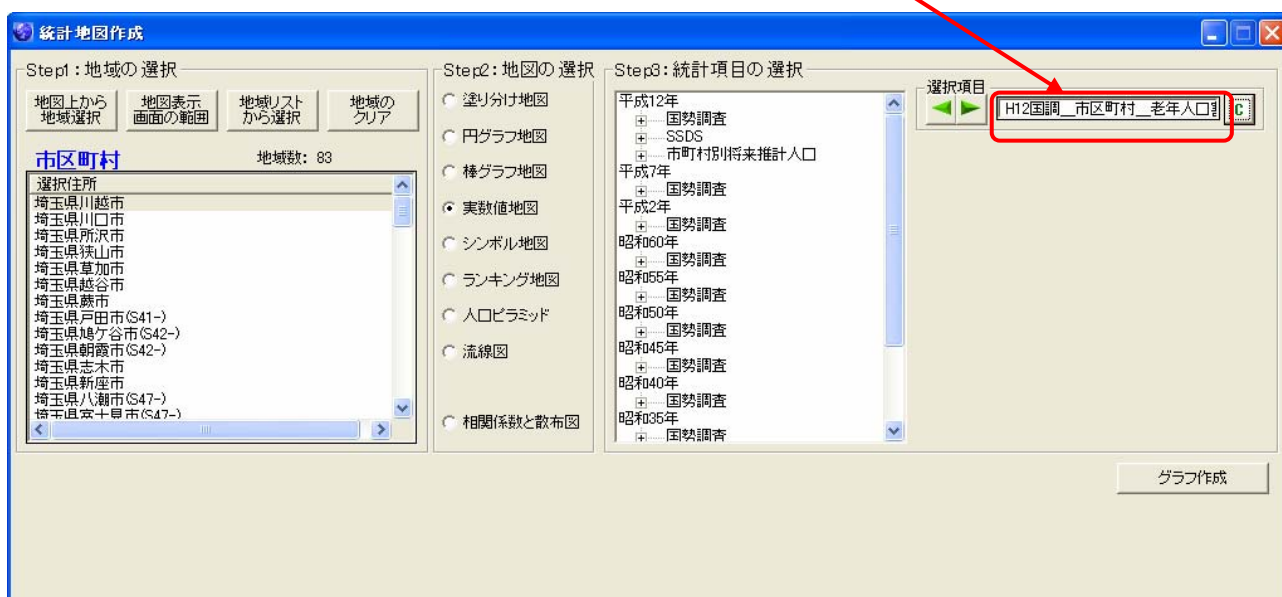 統計地図作成
Step1:地域の選択
地図上から
地域選択
地図表示
画面の範囲
地域リスト
から選択
地域の
クリア
市区町村
地域数: 83
選択住所
埼玉県川越市
埼玉県川口市
埼玉県所沢市
埼玉県狭山市
埼玉県草加市
埼玉県越谷市
埼玉県蕨市
埼玉県戸田市(S41-)
埼玉県鳩ケ谷市(S42-)
埼玉県朝霞市(S42-)
埼玉県志木市
埼玉県新座市
埼玉県八潮市(S47-)
埼玉県富士見市(S47-)
Step2:地図の選択
塗り分け地図
円グラフ地図
棒グラフ地図
実数値地図
シンボル地図
ランキング地図
人口ピラミッド
流線図
相関係数と散布図
Step3:統計項目の選択
平成12年
国勢調査
SSDS
市町村別将来推計人口
平成7年
国勢調査
平成2年
国勢調査
昭和60年
国勢調査
昭和55年
国勢調査
昭和50年
国勢調査
昭和45年
国勢調査
昭和40年
国勢調査
昭和35年
国勢調査
選択項目
H12国調__市区町村__老年人口
C
グラフ作成